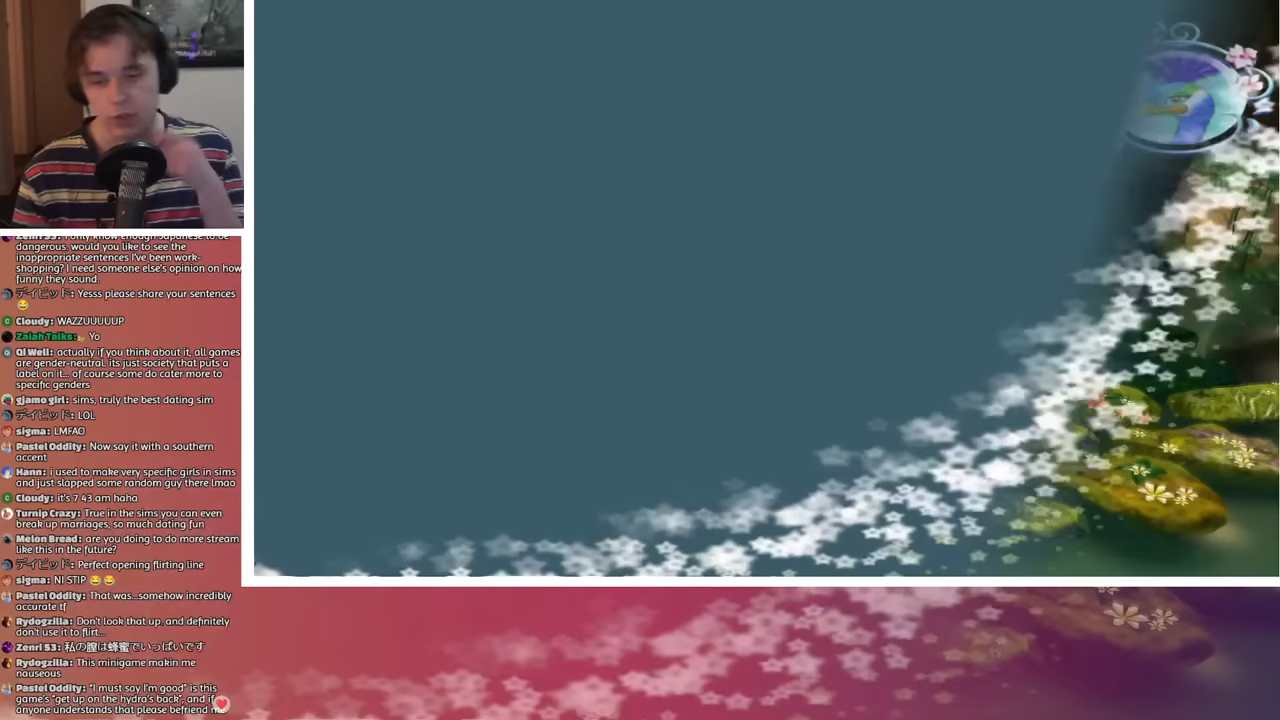 dangerous. would you like to see the
inappropriate sentences I've been work-
shopping? I need someone else's opinion on how
funny they sound.
デイビッド: Yesss please share your sentences
😂
Cloudy: WAZZUUUUUP
Zaiah Talks: Yo
Qi Well: actually if you think about it, all games
are gender-neutral. its just society that puts a
label on it... of course some do cater more to
specific genders
gjamo girl: sims, truly the best dating sim
デイビッド: LOL
sigma: LMFAO
Pastel Oddity: Now say it with a southern
accent
Hann: i used to make very specific girls in sims
and just slapped some random guy there lmao
Cloudy: it's 7 43 am haha
Turnip Crazy: True in the sims you can even
break up marriages, so much dating fun
Melon Bread: are you doing to do more stream
like this in the future?
デイビッド: Perfect opening flirting line
sigma: NI STIP 😂 😂
Pastel Oddity: That was...somehow incredibly
accurate tf
Rydogzilla: Don't look that up, and definitely
don't use it to flirt...
Zenri 53: 私の膣は蜂蜜でいっぱいです
Rydogzilla: This minigame makin me
nauseous
Pastel Oddity: "I must say I'm good" is this
game's "get up on the hydra's back", and if
anyone understands that please befriend me